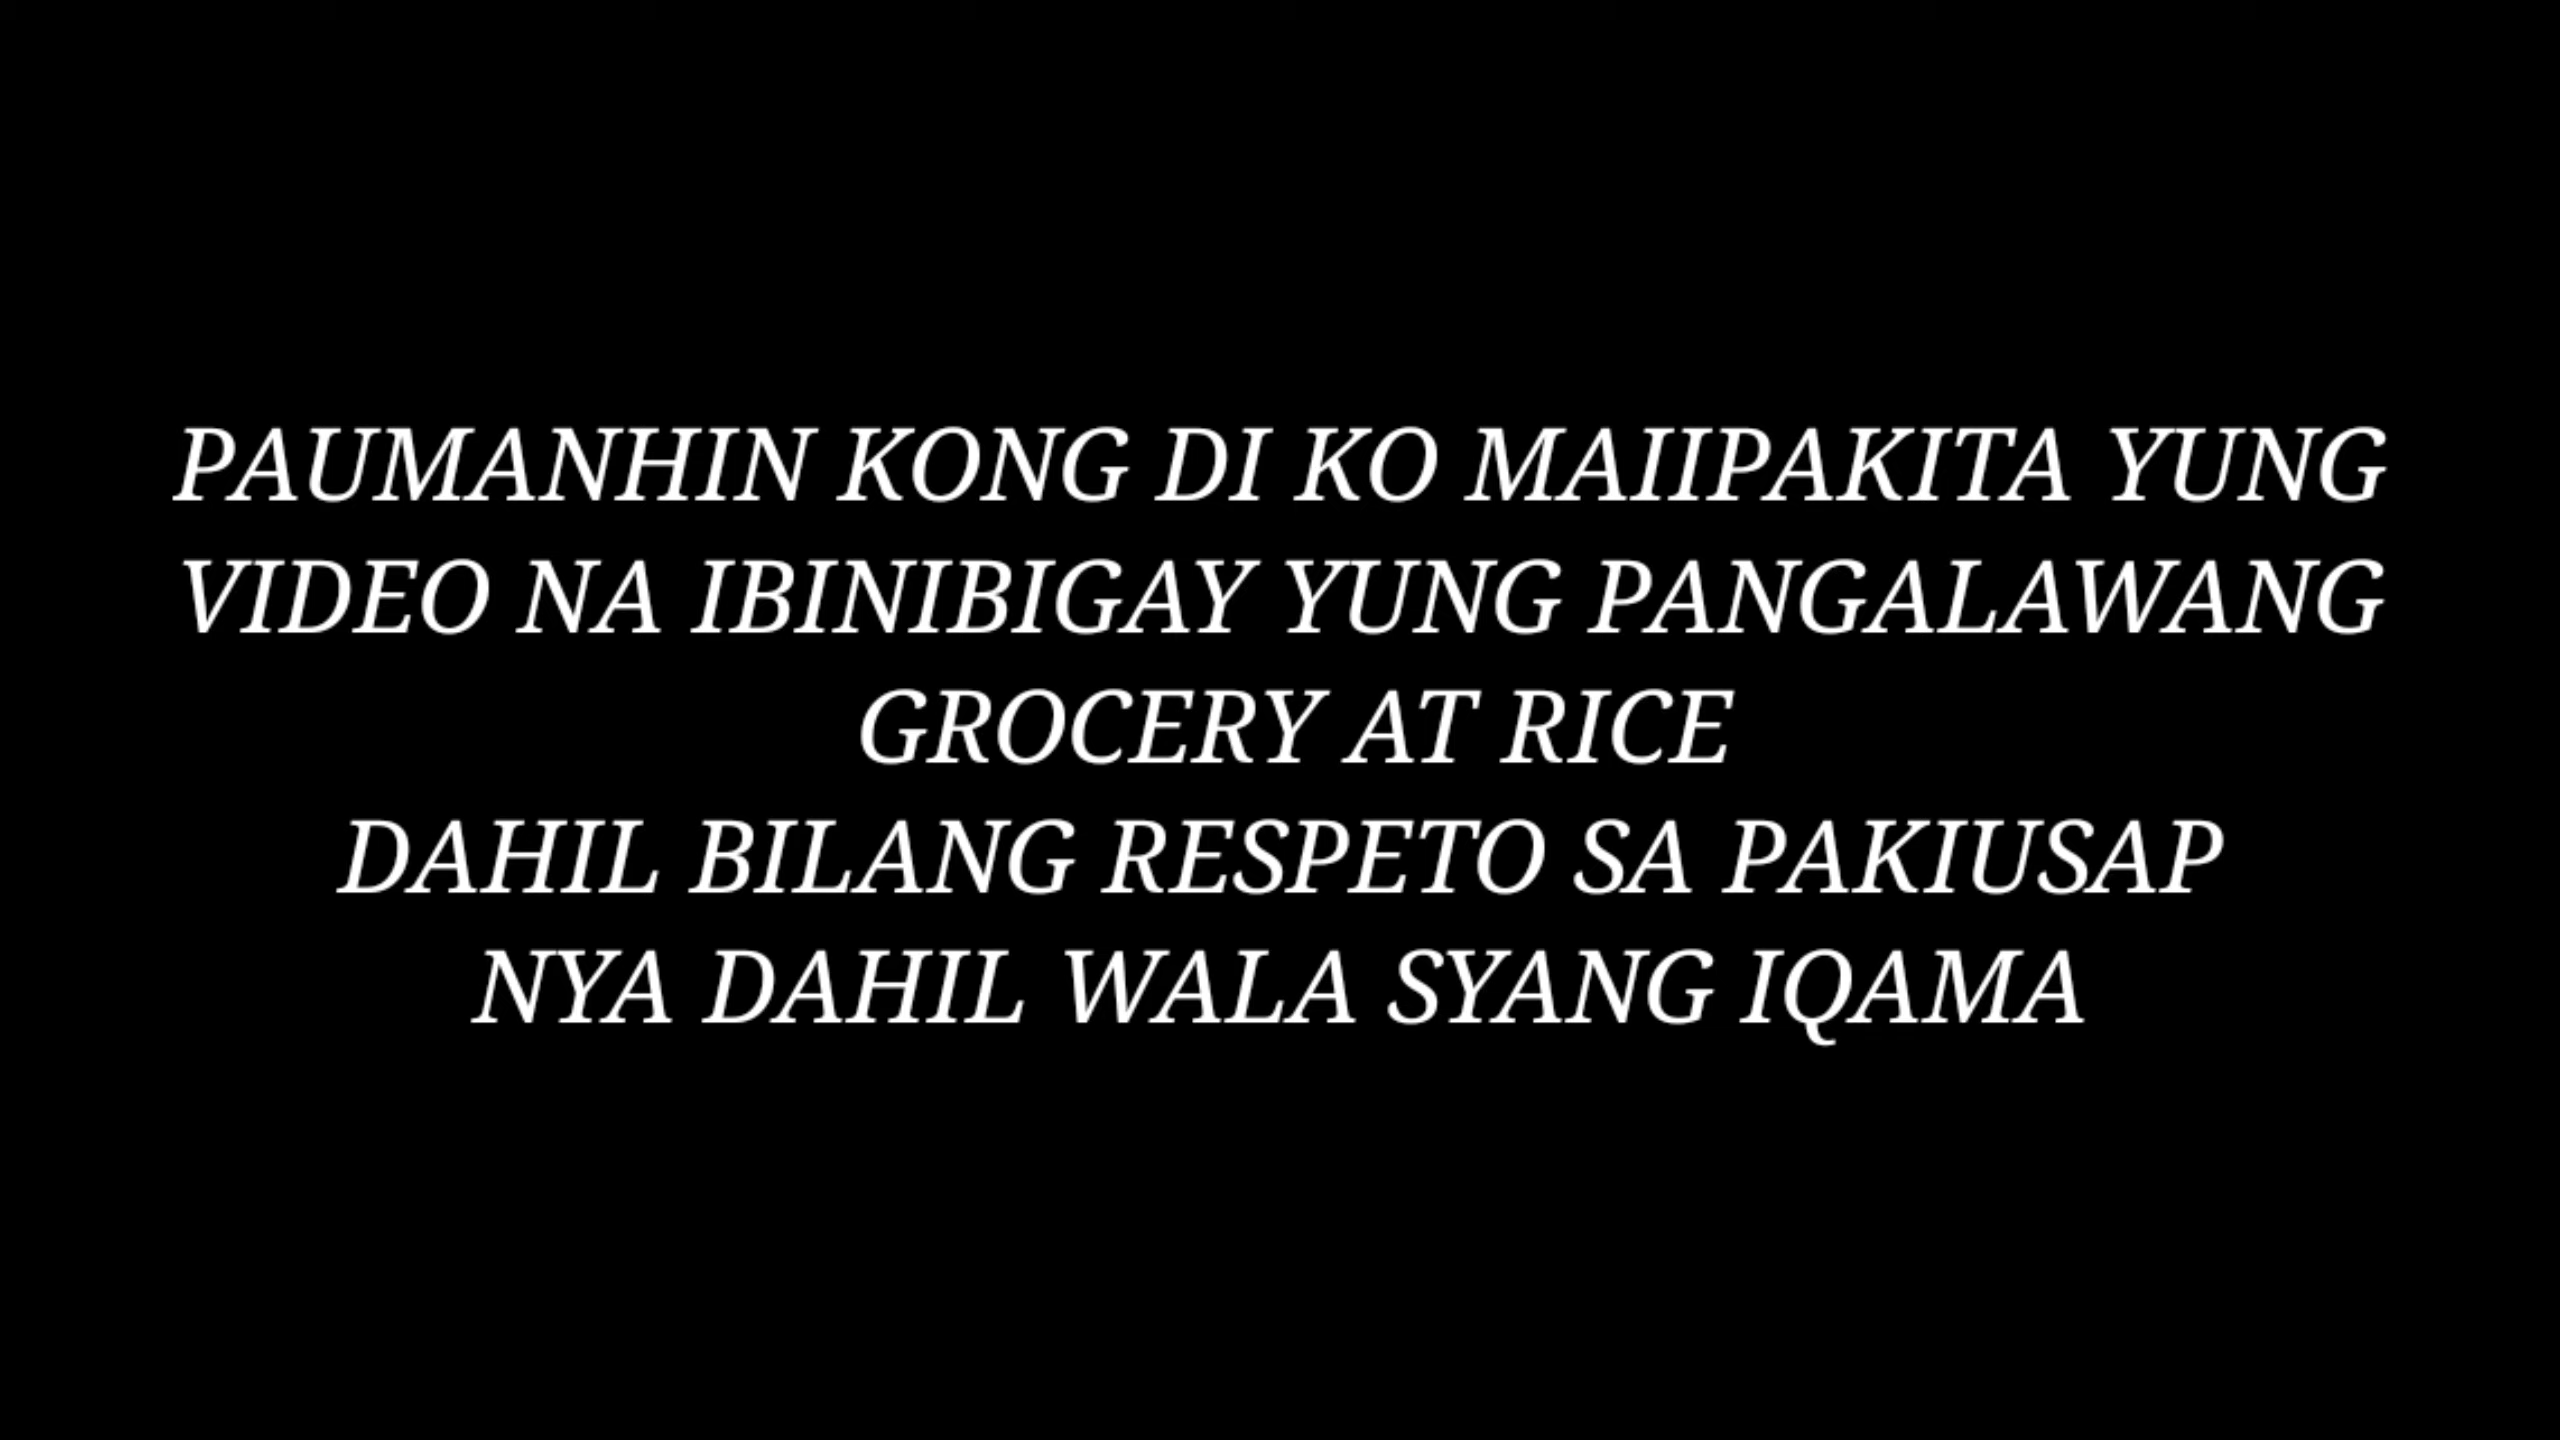 PAUMANHIN KONG DI KO MAIIPAKITA YUNG
VIDEO NA IBINIBIGAY YUNG PANGALAWANG
GROCERY AT RICE
DAHIL BILANG RESPETO SA PAKIUSAP
NYA DAHIL WALA SYANG IQAMA